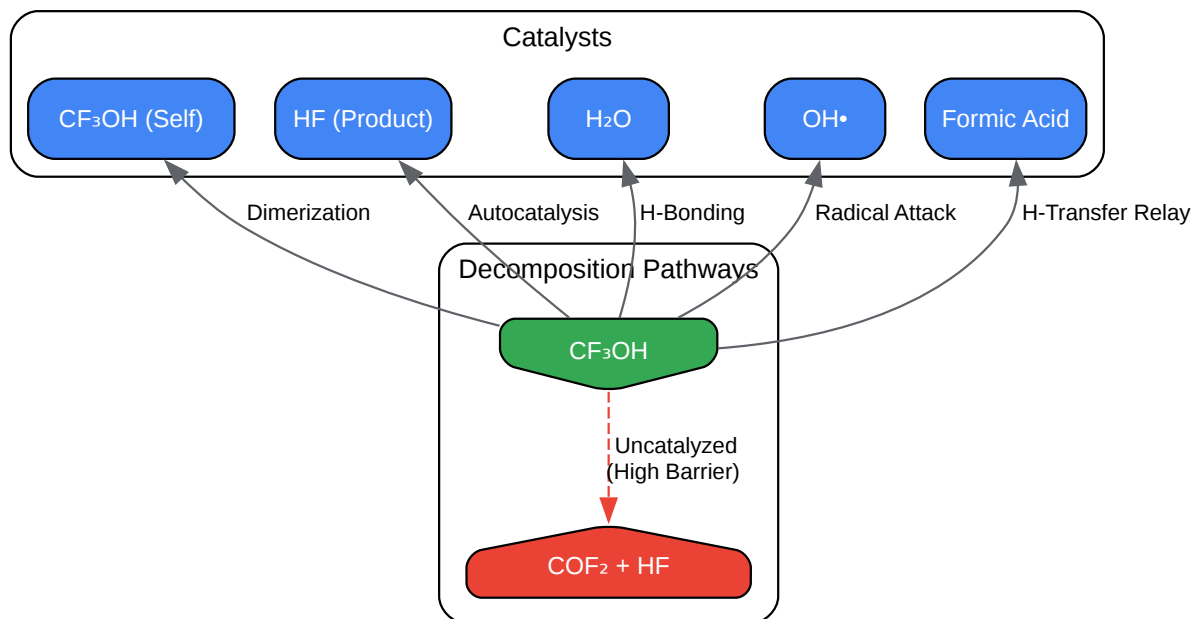 Catalysts
CF₃OH (Self)
HF (Product)
H₂O
OH•
Formic Acid
Dimerization
Autocatalysis
H-Bonding
Radical Attack
H-Transfer Relay
Decomposition Pathways
CF₃OH
Uncatalyzed
(High Barrier)
COF₂ + HF